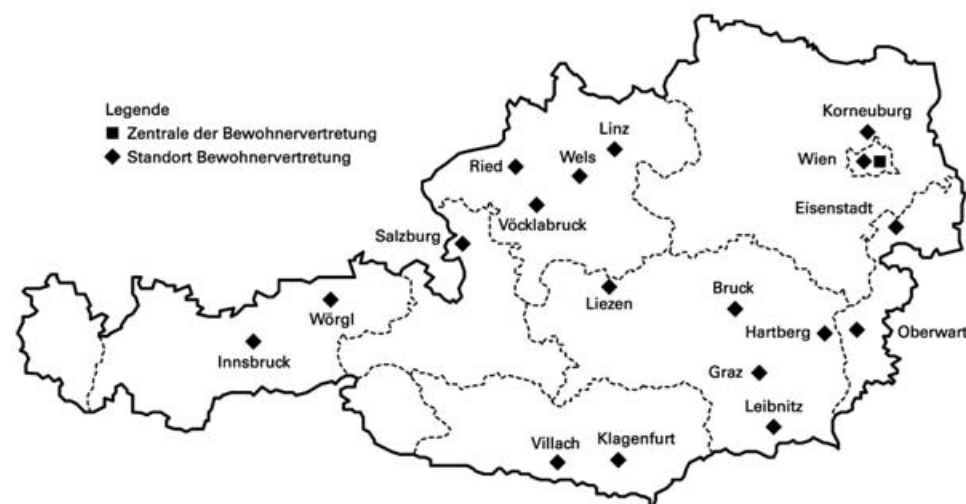 Legende
Zentrale der Bewohnervertretung
Standort Bewohnervertretung
Korneuburg
Linz
Wien
Ried
Wels
Eisenstadt
Vöcklabruck
Salzburg
Bruck
Liezen
Wörgl
Hartberg
Oberwart
Innsbruck
Graz
Leibnitz
Villach
Klagenfurt